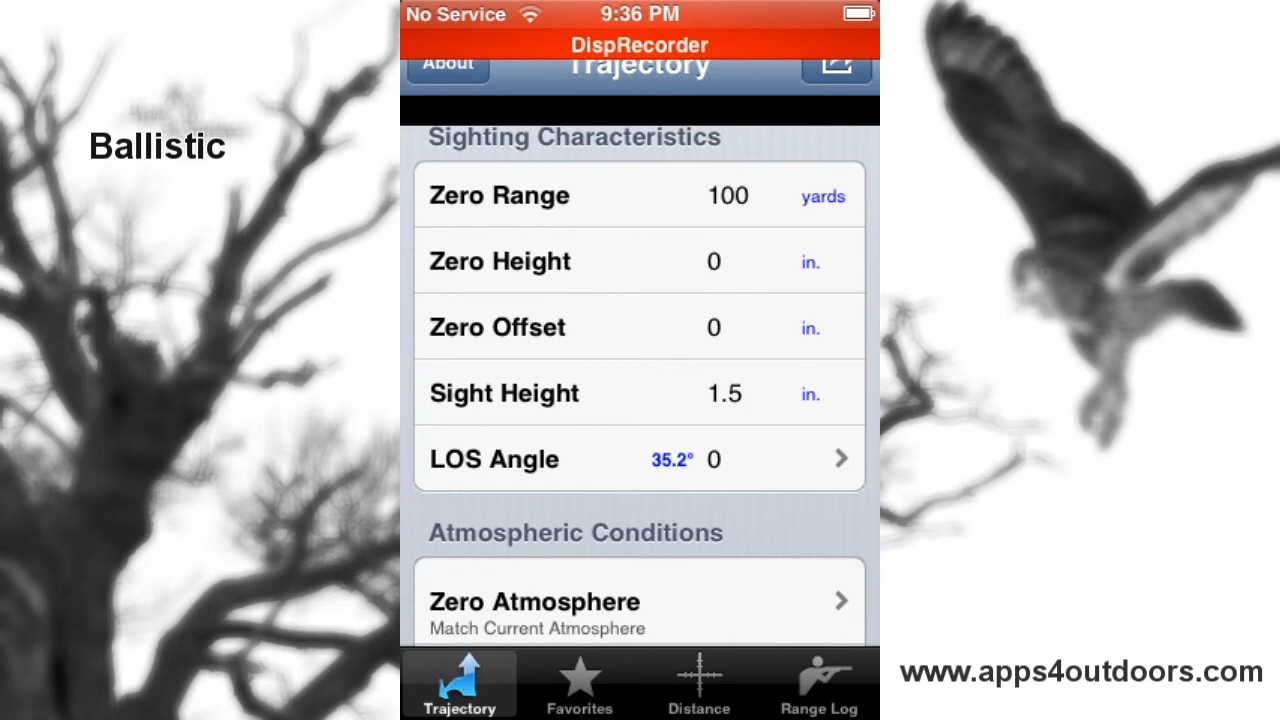 No Service 9:36 PM
DispRecorder
About Trajectory
Ballistic
Sighting Characteristics
Zero Range 100 yards
Zero Height 0 in.
Zero Offset 0 in.
Sight Height 1.5 in.
LOS Angle 35.2° 0
Atmospheric Conditions
Zero Atmosphere
Match Current Atmosphere
www.apps4outdoors.com
Trajectory Favorites Distance Range Log